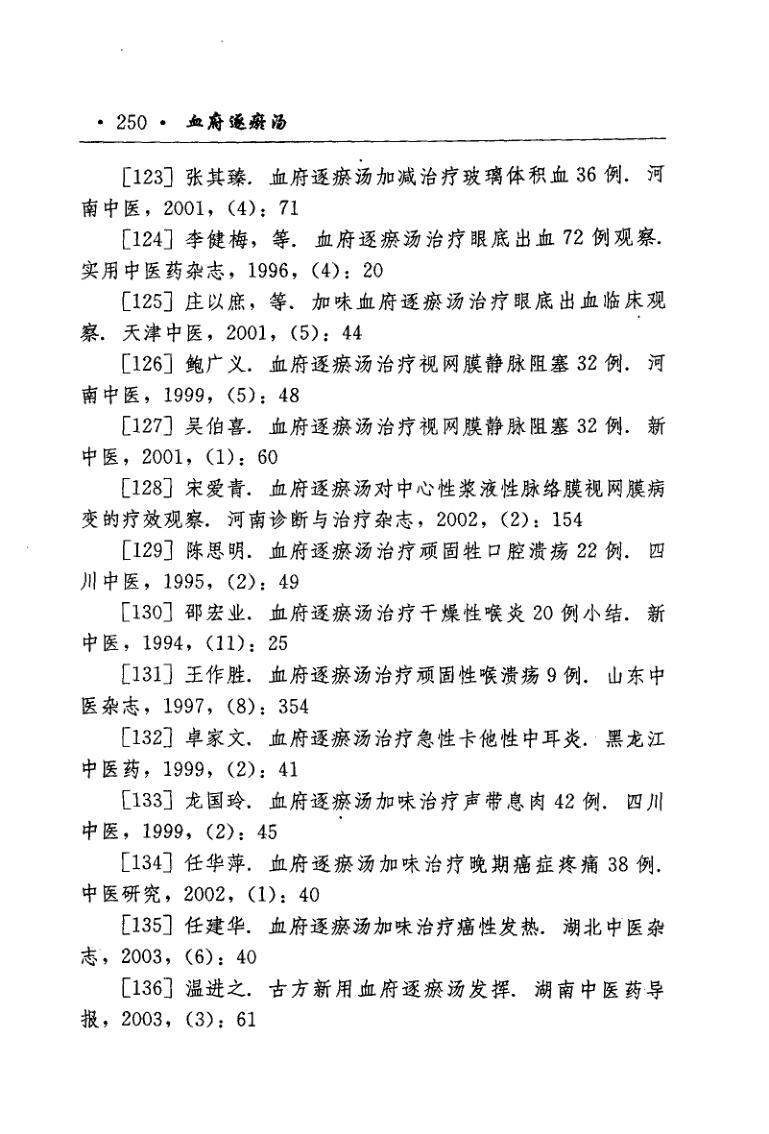 · 250 · 血府逐瘀汤
[123] 张其臻. 血府逐瘀汤加减治疗玻璃体积血 36 例. 河
南中医, 2001, (4): 71
[124] 李健梅, 等. 血府逐瘀汤治疗眼底出血 72 例观察.
实用中医药杂志, 1996, (4): 20
[125] 庄以庶, 等. 加味血府逐瘀汤治疗眼底出血临床观
察. 天津中医, 2001, (5): 44
[126] 鲍广义. 血府逐瘀汤治疗视网膜静脉阻塞 32 例. 河
南中医, 1999, (5): 48
[127] 吴伯喜. 血府逐瘀汤治疗视网膜静脉阻塞 32 例. 新
中医, 2001, (1): 60
[128] 宋爱青. 血府逐瘀汤对中心性浆液性脉络膜视网膜病
变的疗效观察. 河南诊断与治疗杂志, 2002, (2): 154
[129] 陈思明. 血府逐瘀汤治疗顽固牲口腔溃疡 22 例. 四
川中医, 1995, (2): 49
[130] 邵宏业. 血府逐瘀汤治疗干燥性喉炎 20 例小结. 新
中医, 1994, (11): 25
[131] 王作胜. 血府逐瘀汤治疗顽固性喉溃疡 9 例. 山东中
医杂志, 1997, (8): 354
[132] 卓家文. 血府逐瘀汤治疗急性卡他性中耳炎. 黑龙江
中医药, 1999, (2): 41
[133] 龙国玲. 血府逐瘀汤加味治疗声带息肉 42 例. 四川
中医, 1999, (2): 45
[134] 任华萍. 血府逐瘀汤加味治疗晚期癌症疼痛 38 例.
中医研究, 2002, (1): 40
[135] 任建华. 血府逐瘀汤加味治疗癌性发热. 湖北中医杂
志, 2003, (6): 40
[136] 温进之. 古方新用血府逐瘀汤发挥. 湖南中医药导
报, 2003, (3): 61